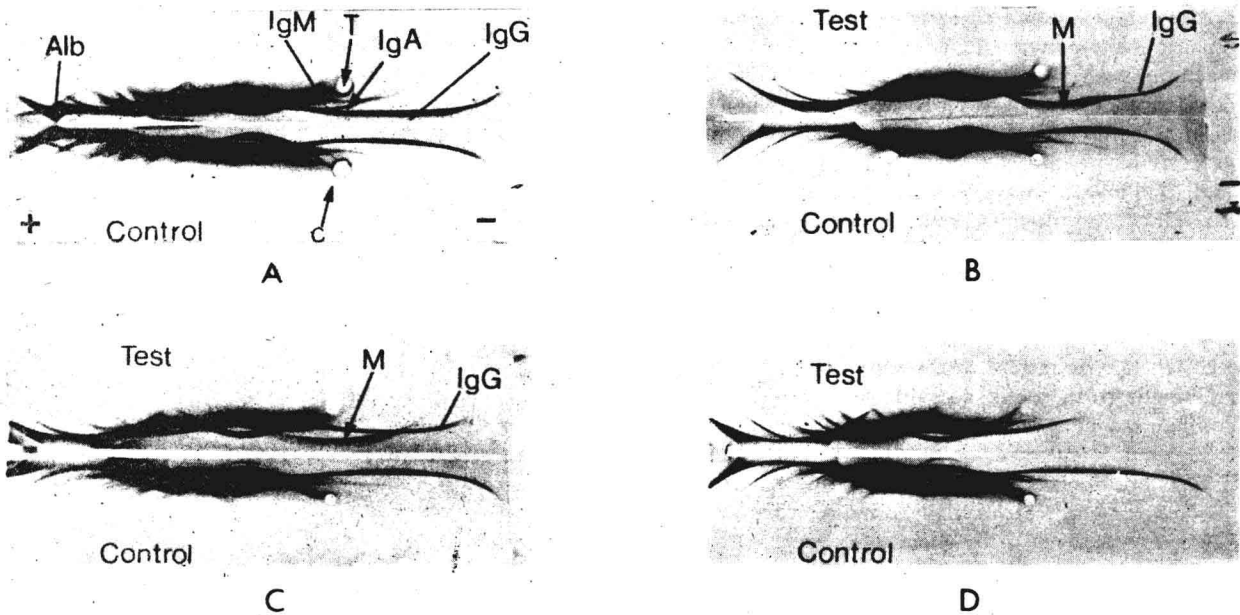 IgM T
Alb IgA IgG
+ Control C −
A
Test M IgG
−
Control
B
Test M IgG
Control
C
Test
Control
D